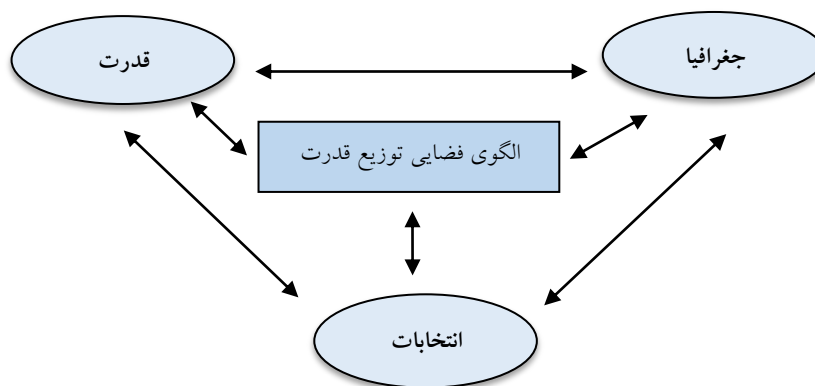 جغرافیا
قدرت
الگوی فضایی توزیع قدرت
انتخابات